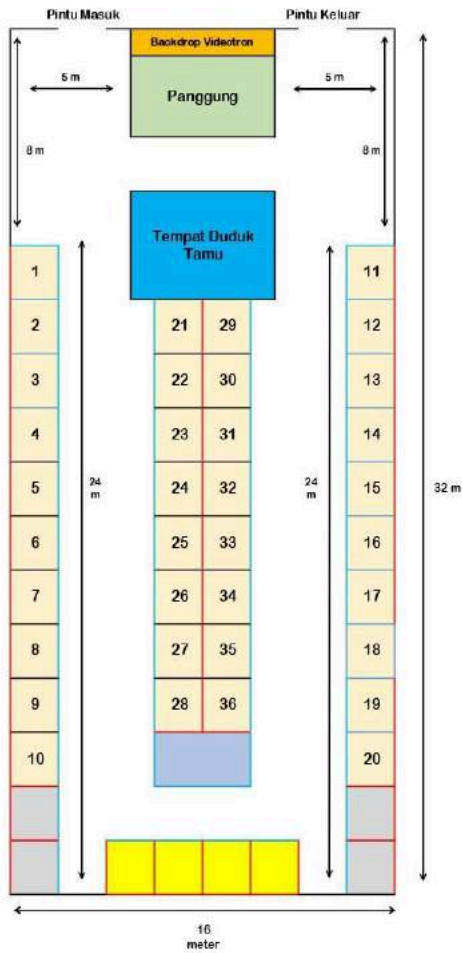 Pintu Masuk
Pintu Keluar
Backdrop Videotron
5 m
5 m
Panggung
8 m
8 m
Tempat Duduk
Tamu
1
11
21
29
2
12
22
30
3
13
23
31
4
14
24
32
5
24
m
24
m
15
32 m
25
33
6
16
26
34
7
17
27
35
8
18
28
36
9
19
10
20
16
meter